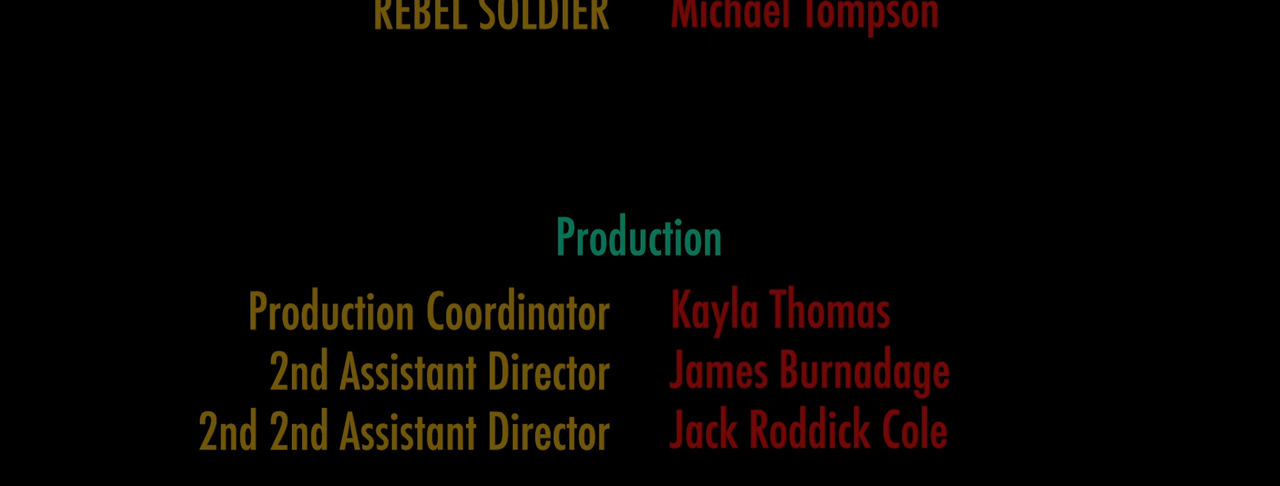 REBEL SOLDIER Michael Tompson
Production
Production Coordinator Kayla Thomas
2nd Assistant Director James Burnadage
2nd 2nd Assistant Director Jack Roddick Cole